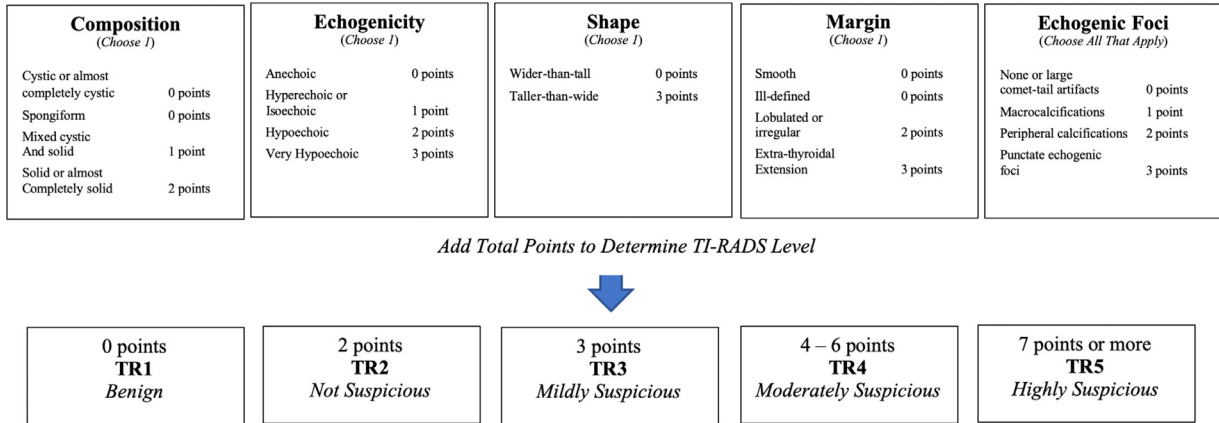 Composition
(Choose 1)
Cystic or almost
completely cystic 0 points
Spongiform 0 points
Mixed cystic
And solid 1 point
Solid or almost
Completely solid 2 points
Echogenicity
(Choose 1)
Anechoic 0 points
Hyperechoic or
Isoechoic 1 point
Hypoechoic 2 points
Very Hypoechoic 3 points
Shape
(Choose 1)
Wider-than-tall 0 points
Taller-than-wide 3 points
Margin
(Choose 1)
Smooth 0 points
Ill-defined 0 points
Lobulated or
irregular 2 points
Extra-thyroidal
Extension 3 points
Echogenic Foci
(Choose All That Apply)
None or large
comet-tail artifacts 0 points
Macrocalcifications 1 point
Peripheral calcifications 2 points
Punctate echogenic
foci 3 points
Add Total Points to Determine TI-RADS Level
0 points
TR1
Benign
2 points
TR2
Not Suspicious
3 points
TR3
Mildly Suspicious
4 – 6 points
TR4
Moderately Suspicious
7 points or more
TR5
Highly Suspicious